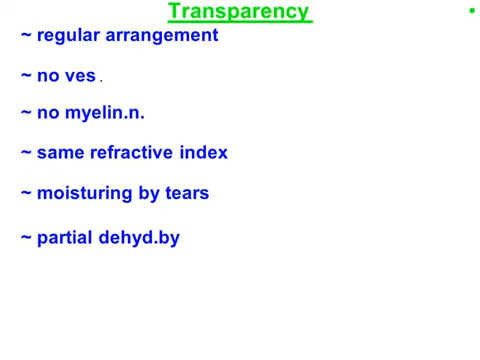 Transparency •
~ regular arrangement
~ no ves .
~ no myelin.n.
~ same refractive index
~ moisturing by tears
~ partial dehyd.by